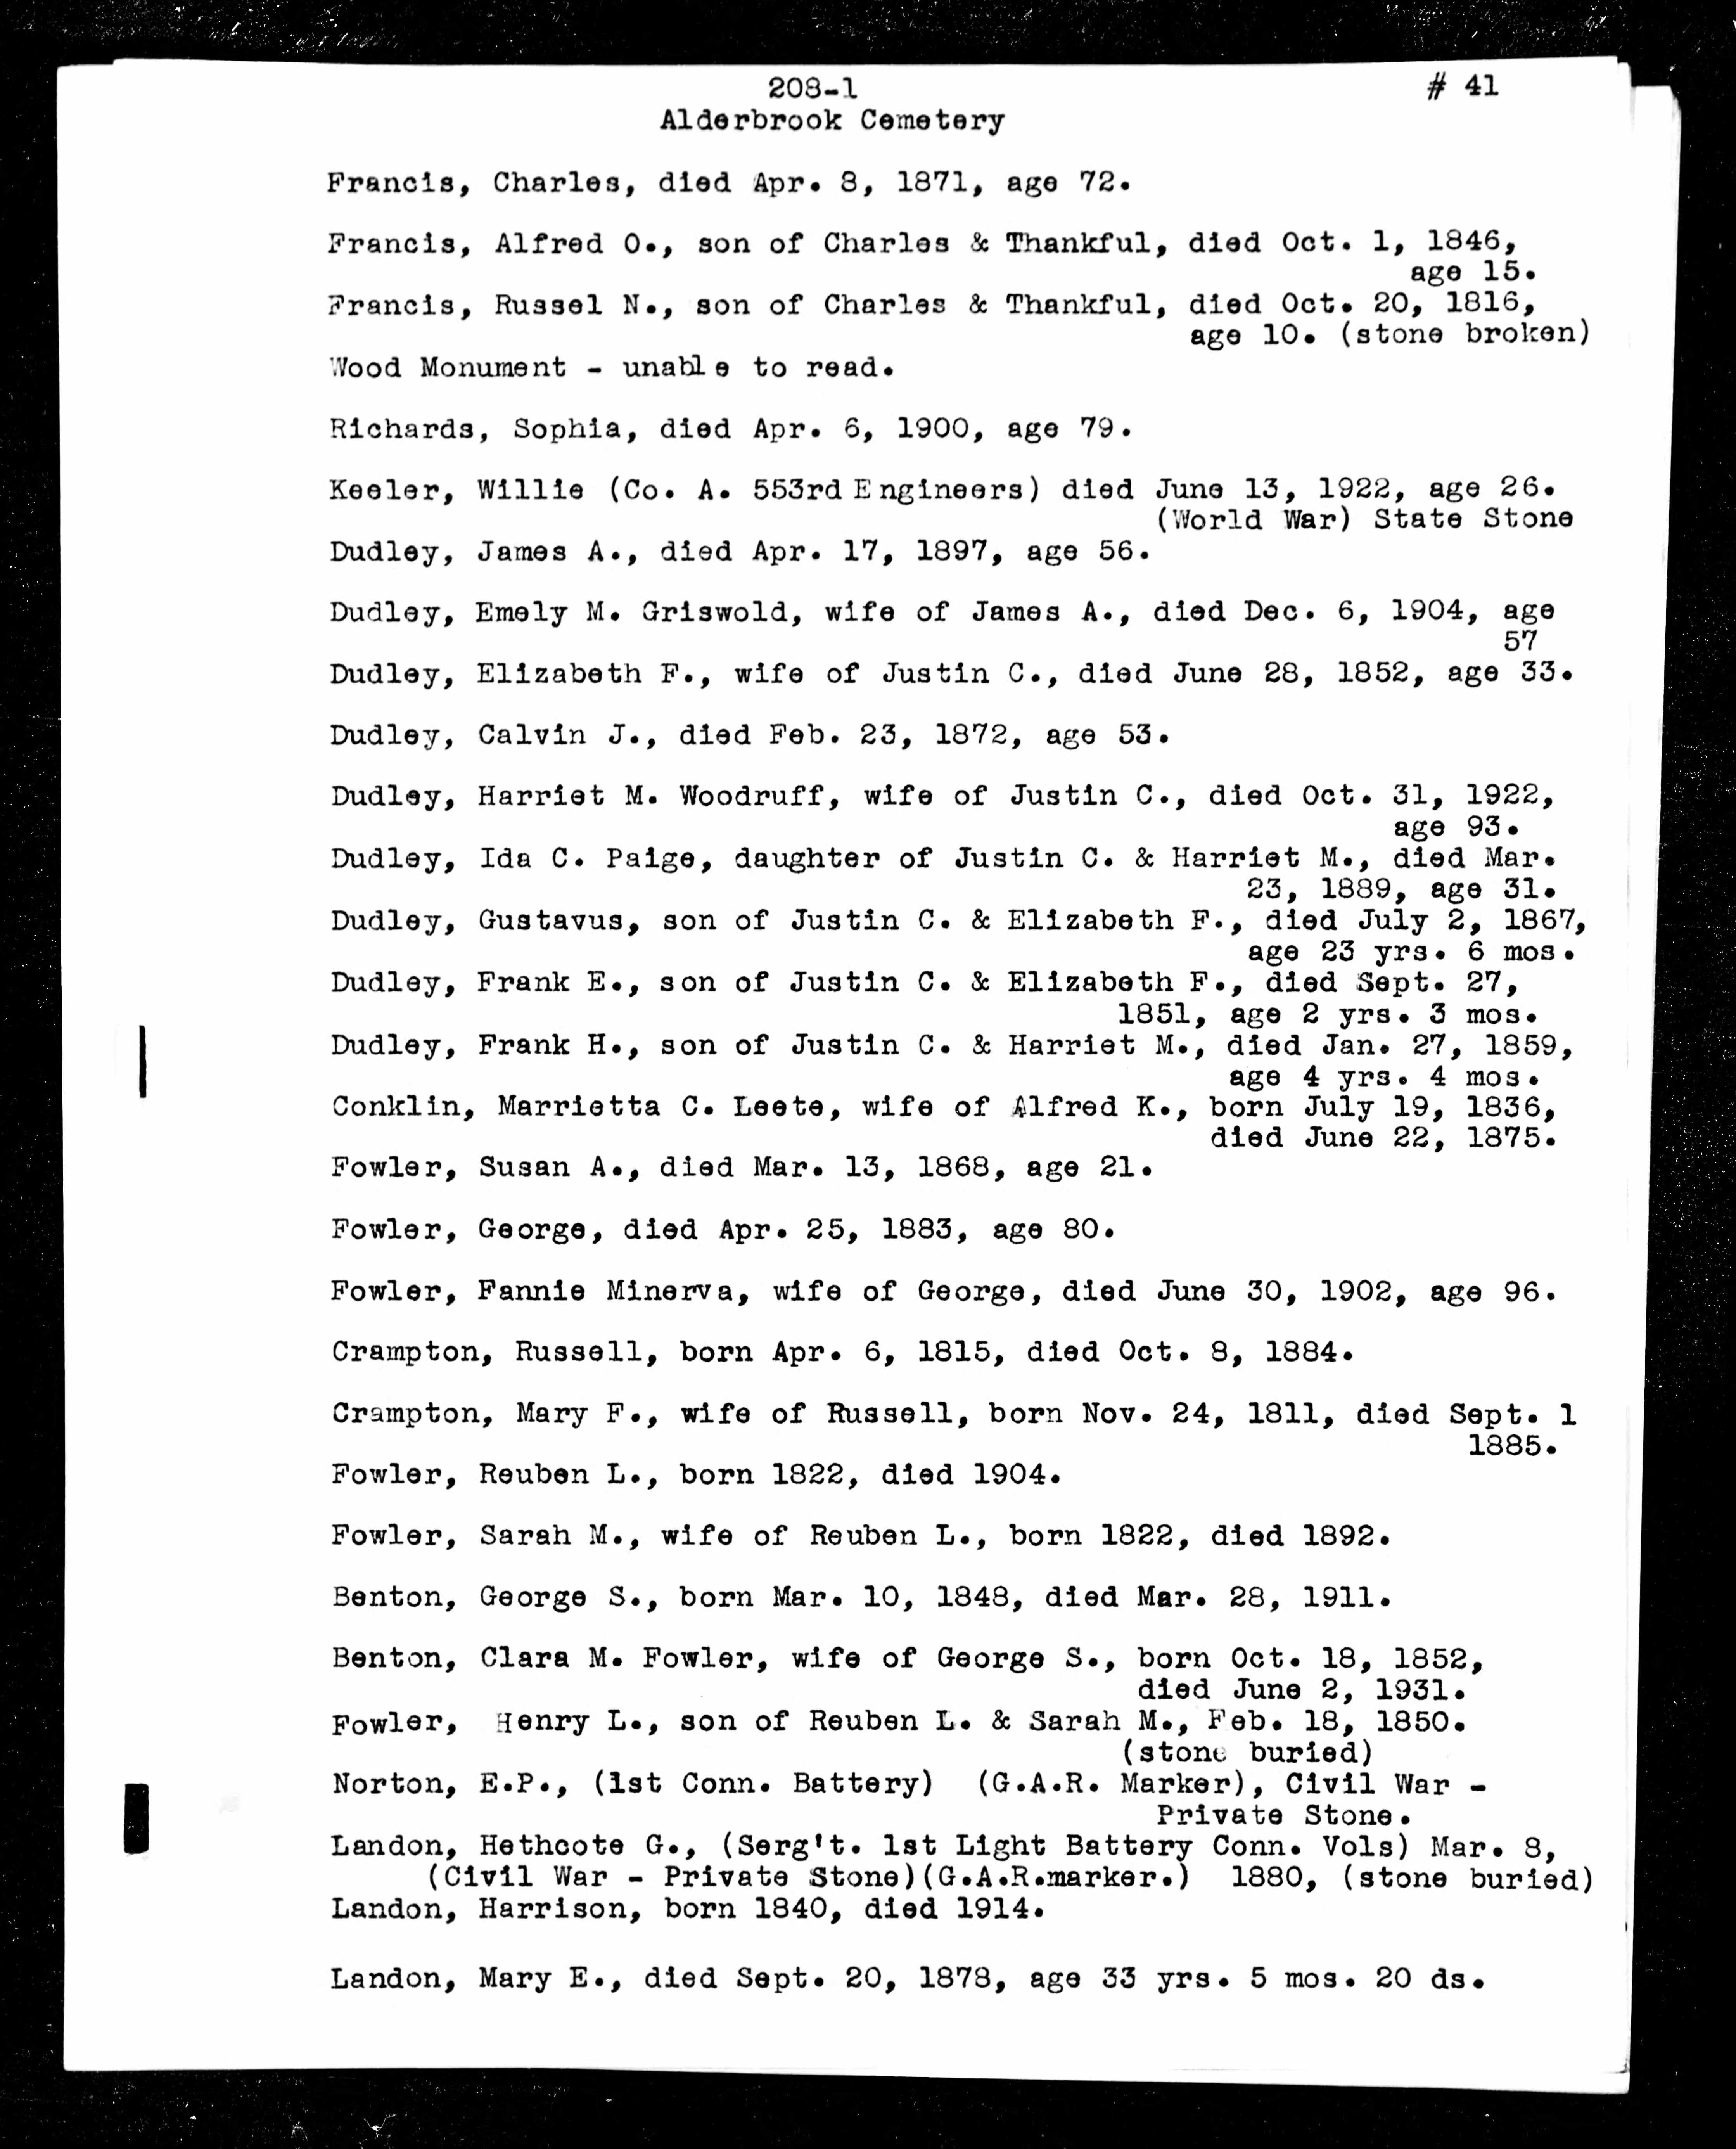 208-1
# 41
Alderbrook Cemetery
Francis, Charles, died Apr. 8, 1871, age 72.
Francis, Alfred O., son of Charles & Thankful, died Oct. 1, 1846,
age 15.
Francis, Russel N., son of Charles & Thankful, died Oct. 20, 1816,
age 10. (stone broken)
Wood Monument - unable to read.
Richards, Sophia, died Apr. 6, 1900, age 79.
Keeler, Willie (Co. A. 553rd Engineers) died June 13, 1922, age 26.
(World War) State Stone
Dudley, James A., died Apr. 17, 1897, age 56.
Dudley, Emely M. Griswold, wife of James A., died Dec. 6, 1904, age
57
Dudley, Elizabeth F., wife of Justin C., died June 28, 1852, age 33.
Dudley, Calvin J., died Feb. 23, 1872, age 53.
Dudley, Harriet M. Woodruff, wife of Justin C., died Oct. 31, 1922,
age 93.
Dudley, Ida C. Paige, daughter of Justin C. & Harriet M., died Mar.
23, 1889, age 31.
Dudley, Gustavus, son of Justin C. & Elizabeth F., died July 2, 1867,
age 23 yrs. 6 mos.
Dudley, Frank E., son of Justin C. & Elizabeth F., died Sept. 27,
1851, age 2 yrs. 3 mos.
Dudley, Frank H., son of Justin C. & Harriet M., died Jan. 27, 1859,
age 4 yrs. 4 mos.
Conklin, Marrietta C. Leete, wife of Alfred K., born July 19, 1836,
died June 22, 1875.
Fowler, Susan A., died Mar. 13, 1868, age 21.
Fowler, George, died Apr. 25, 1883, age 80.
Fowler, Fannie Minerva, wife of George, died June 30, 1902, age 96.
Crampton, Russell, born Apr. 6, 1815, died Oct. 8, 1884.
Crampton, Mary F., wife of Russell, born Nov. 24, 1811, died Sept. 1
1885.
Fowler, Reuben L., born 1822, died 1904.
Fowler, Sarah M., wife of Reuben L., born 1822, died 1892.
Benton, George S., born Mar. 10, 1848, died Mar. 28, 1911.
Benton, Clara M. Fowler, wife of George S., born Oct. 18, 1852,
died June 2, 1931.
Fowler, Henry L., son of Reuben L. & Sarah M., Feb. 18, 1850.
(stone buried)
Norton, E.P., (1st Conn. Battery) (G.A.R. Marker), Civil War -
Private Stone.
Landon, Hethcote G., (Serg't. 1st Light Battery Conn. Vols) Mar. 8,
(Civil War - Private Stone)(G.A.R.marker.) 1880, (stone buried)
Landon, Harrison, born 1840, died 1914.
Landon, Mary E., died Sept. 20, 1878, age 33 yrs. 5 mos. 20 ds.